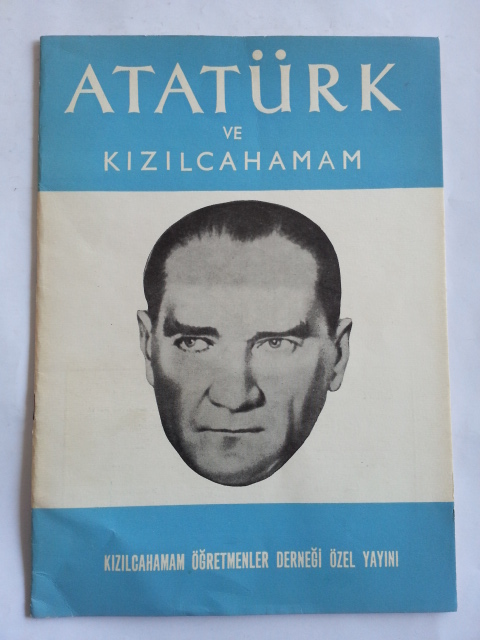 ATATÜRK
VE
KIZILCAHAMAM
KIZILCAHAMAM ÖĞRETMENLER DERNEĞİ ÖZEL YAYINI